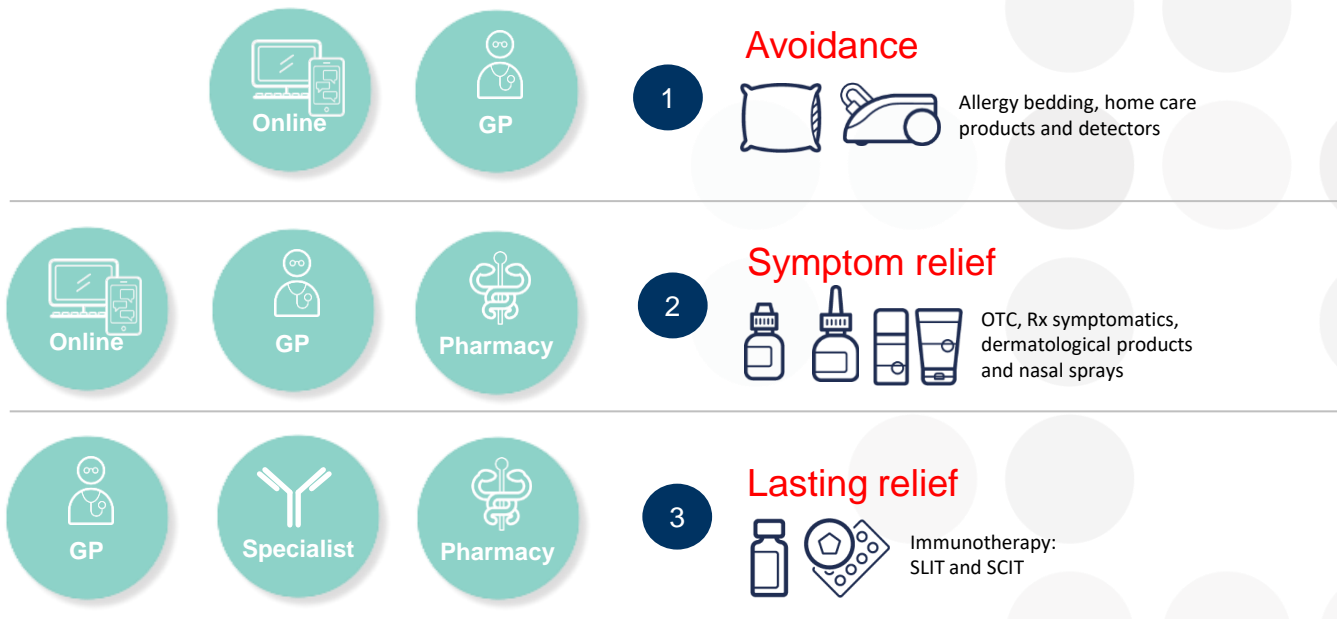 Online
GP
1
Avoidance
Allergy bedding, home care
products and detectors
Online
GP
Pharmacy
2
Symptom relief
OTC, Rx symptomatics,
dermatological products
and nasal sprays
GP
Specialist
Pharmacy
3
Lasting relief
Immunotherapy:
SLIT and SCIT